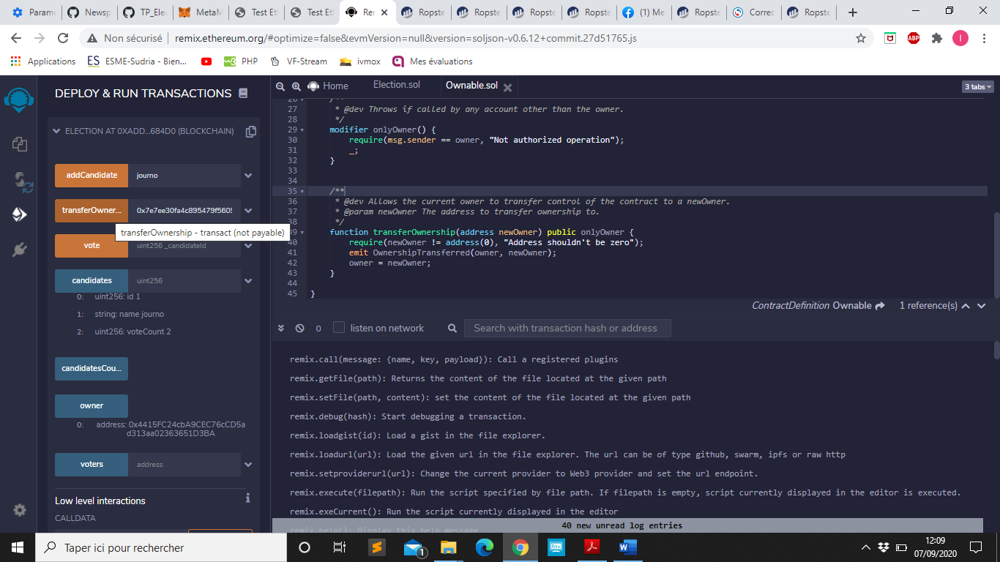 Parame
Newsp
TP_Elec
MetaM
Test Eth
Test Eth
Rem
Ropste
Ropste
Ropste
Ropste
(1) Me
Ropste
Correc
Ropste
Non sécurisé
remix.ethereum.org/#optimize=false&evmVersion=null&version=soljson-v0.6.12+commit.27d51765.js
ABP
I
Applications
ES ESME-Sudria - Bien...
PHP
VF-Stream
ivmox
Mes évaluations
DEPLOY & RUN TRANSACTIONS
ELECTION AT 0XADD...684D0 (BLOCKCHAIN)
addCandidate journo
transferOwner... 0x7e7ee30fa4c895479f5609
transferOwnership - transact (not payable)
vote uint256 _candidateId
candidates uint256
0: uint256: id 1
1: string: name journo
2: uint256: voteCount 2
candidatesCou...
owner
0: address: 0x4415FC24cbA9CEC76cCD5a
d313aa02363651D3BA
voters address
Low level interactions
CALLDATA
Home
Election.sol
Ownable.sol
3 tabs
26 /**
27 * @dev Throws if called by any account other than the owner.
28 */
29 modifier onlyOwner() {
30 require(msg.sender == owner, "Not authorized operation");
31 _;
32 }
33
34
35 /**
36 * @dev Allows the current owner to transfer control of the contract to a newOwner.
37 * @param newOwner The address to transfer ownership to.
38 */
39 function transferOwnership(address newOwner) public onlyOwner {
40 require(newOwner != address(0), "Address shouldn't be zero");
41 emit OwnershipTransferred(owner, newOwner);
42 owner = newOwner;
43 }
44
45 }
ContractDefinition Ownable 1 reference(s)
0 listen on network Search with transaction hash or address
remix.call(message: {name, key, payload}): Call a registered plugins
remix.getFile(path): Returns the content of the file located at the given path
remix.setFile(path, content): set the content of the file located at the given path
remix.debug(hash): Start debugging a transaction.
remix.loadgist(id): Load a gist in the file explorer.
remix.loadurl(url): Load the given url in the file explorer. The url can be of type github, swarm, ipfs or raw http
remix.setproviderurl(url): Change the current provider to Web3 provider and set the url endpoint.
remix.execute(filepath): Run the script specified by file path. If filepath is empty, script currently displayed in the editor is executed.
remix.exeCurrent(): Run the script currently displayed in the editor
remix.help(): Display this help message
40 new unread log entries
Taper ici pour rechercher
1
12:09
07/09/2020